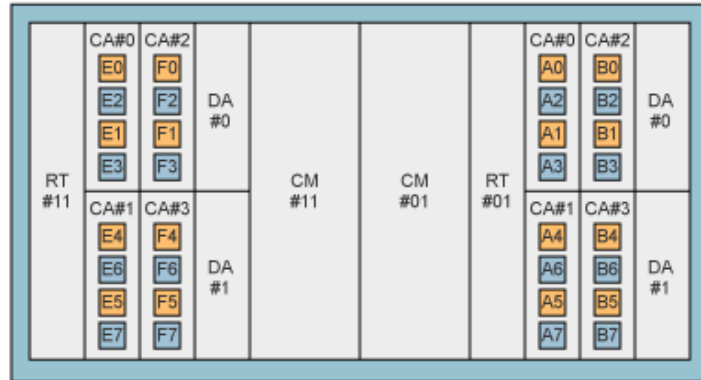 CA#0 CA#2 CA#0 CA#2
E0 F0 A0 B0
E2 F2 DA A2 B2 DA
#0 #0
E1 F1 A1 B1
E3 F3 A3 B3
RT CM CM RT
#11 #11 #01 #01
CA#1 CA#3 CA#1 CA#3
E4 F4 A4 B4
E6 F6 DA A6 B6 DA
#1 #1
E5 F5 A5 B5
E7 F7 A7 B7